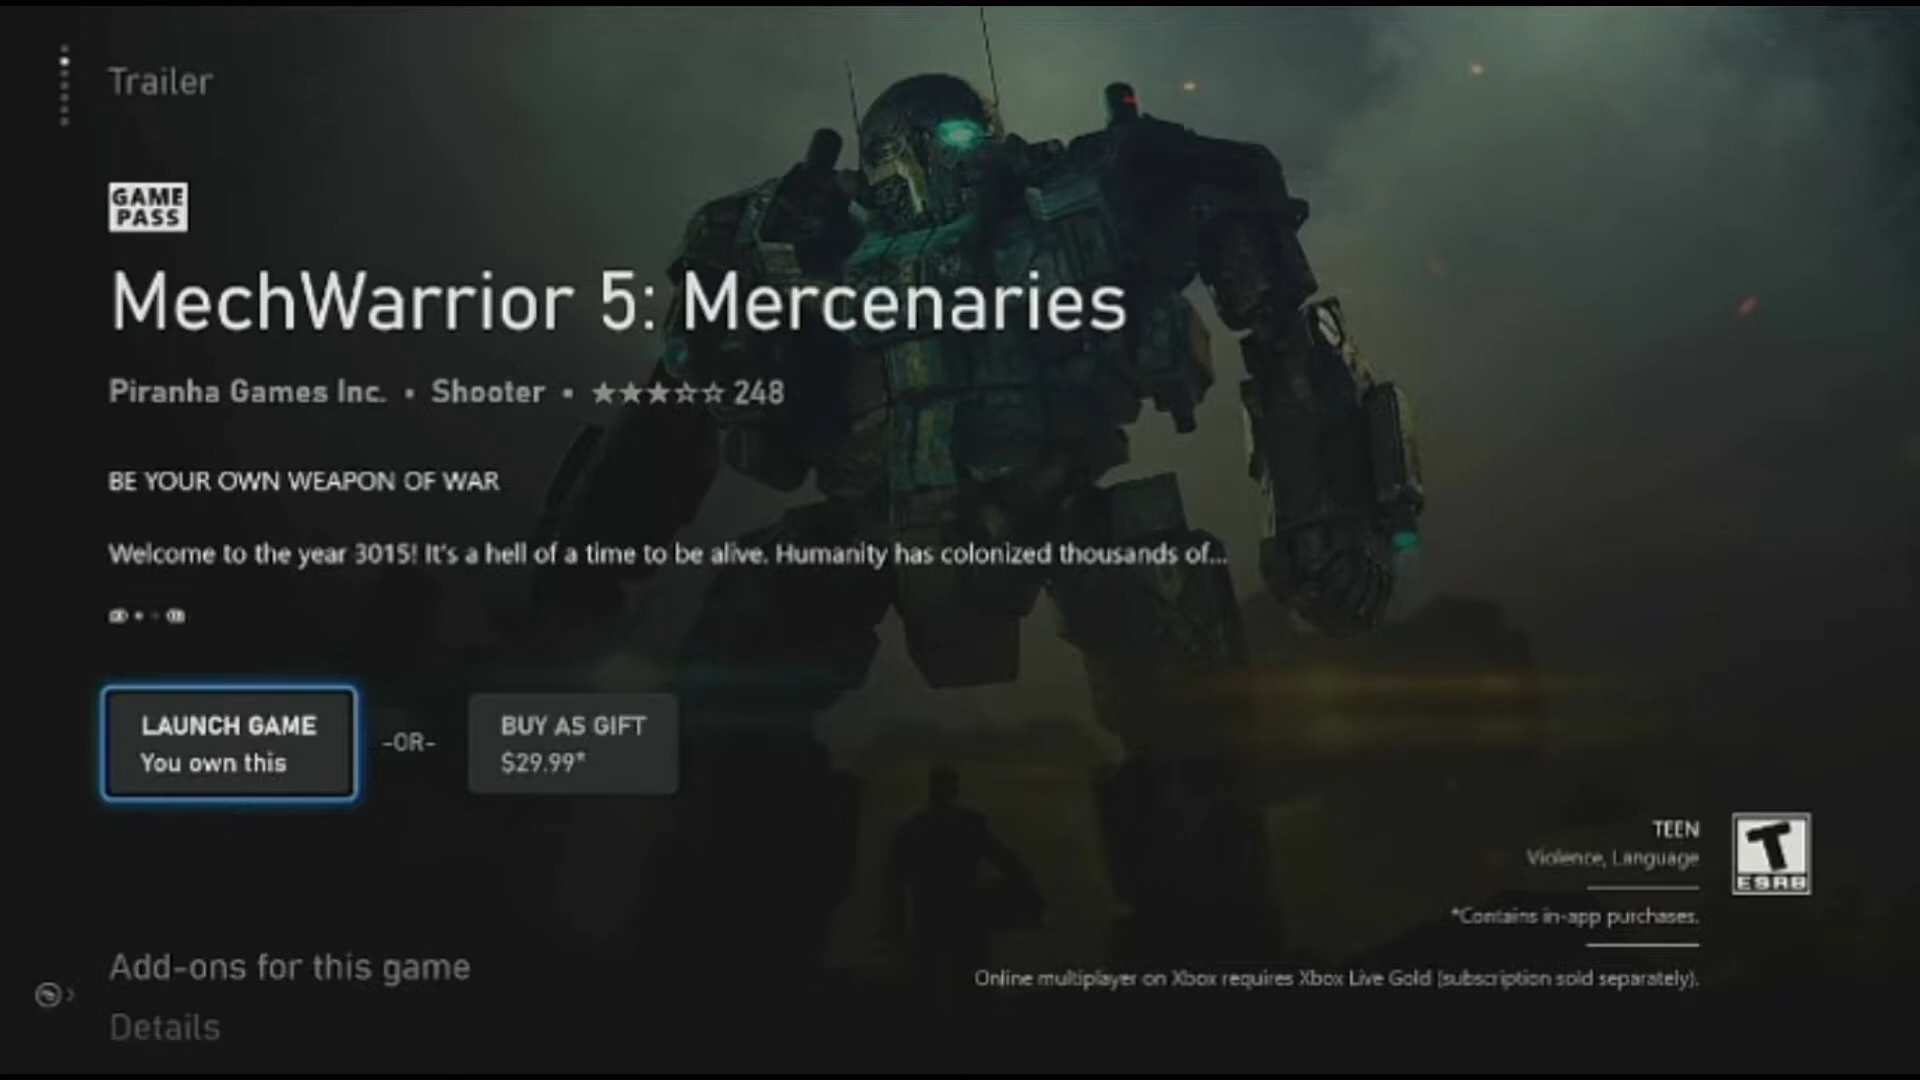 Trailer
GAME
PASS
MechWarrior 5: Mercenaries
Piranha Games Inc. • Shooter • ★★★☆☆ 248
BE YOUR OWN WEAPON OF WAR
Welcome to the year 3015! It's a hell of a time to be alive. Humanity has colonized thousands of...
LAUNCH GAME
You own this
-OR-
BUY AS GIFT
$29.99*
TEEN
Violence, Language
T
ESRB
*Contains in-app purchases.
Online multiplayer on Xbox requires Xbox Live Gold (subscription sold separately).
Add-ons for this game
Details